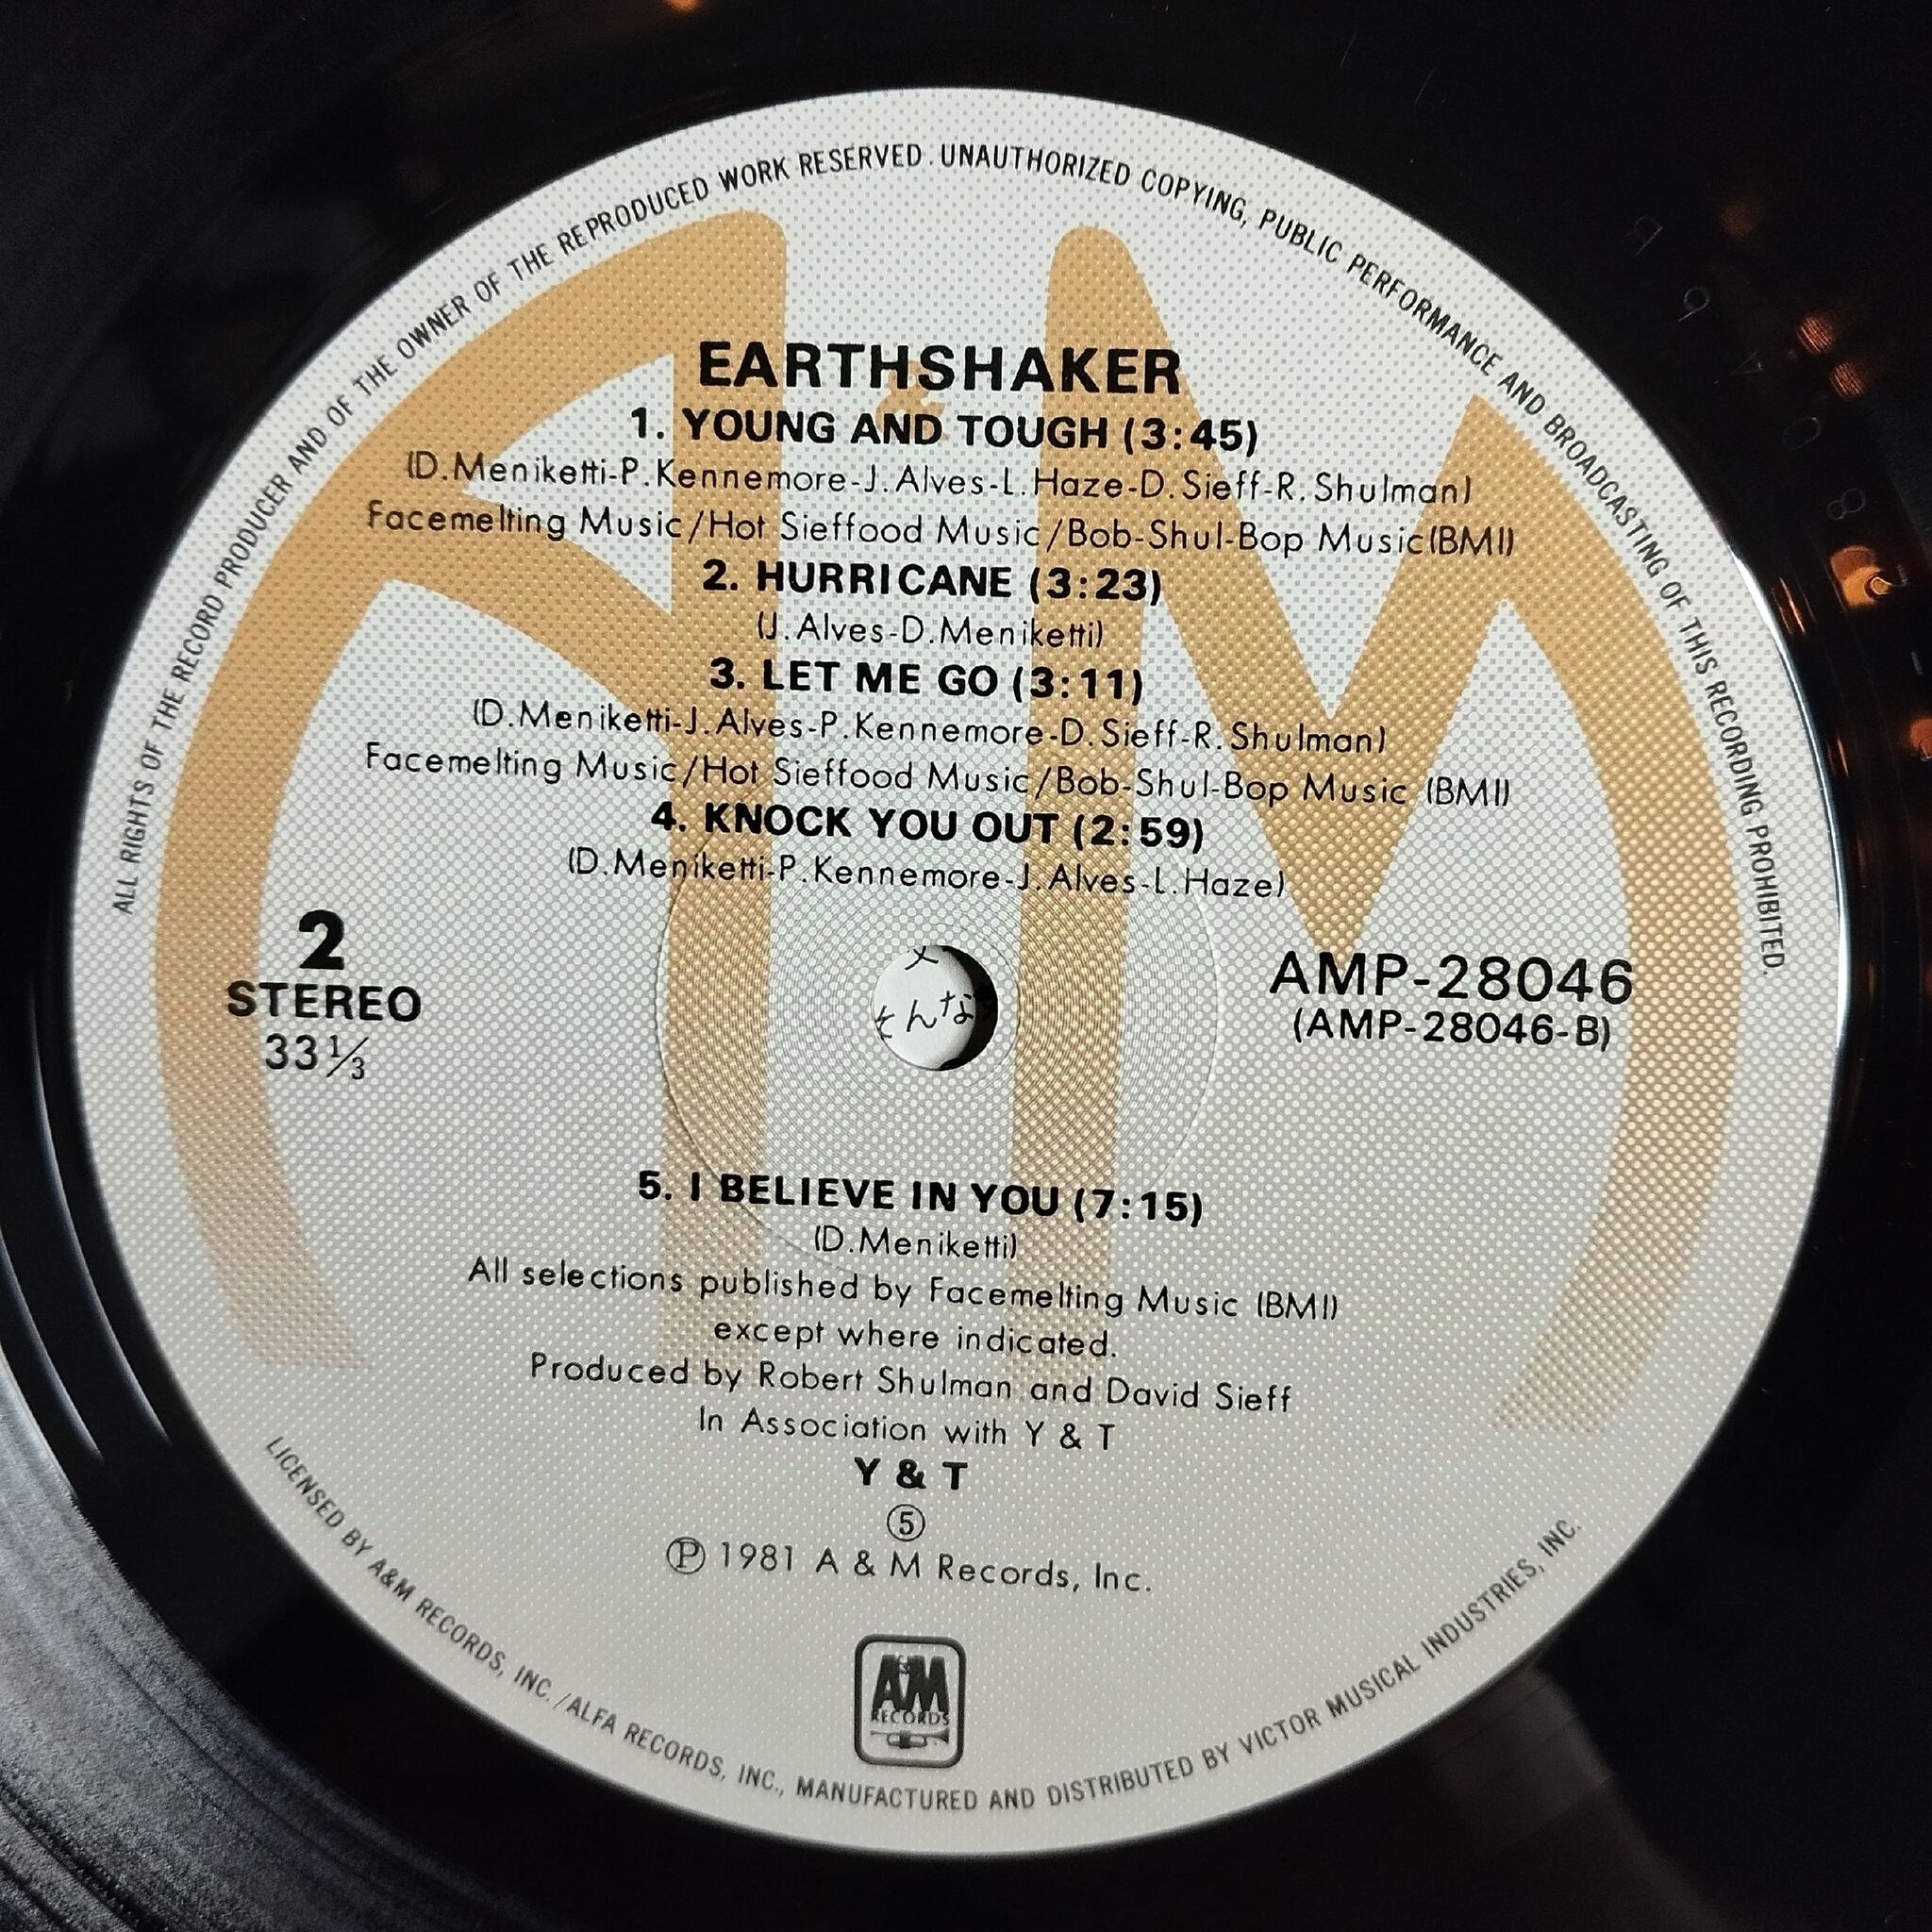 ALL RIGHTS OF THE RECORD PRODUCER AND OF THE OWNER OF THE REPRODUCED WORK RESERVED. UNAUTHORIZED COPYING, PUBLIC PERFORMANCE AND BROADCASTING OF THIS RECORDING PROHIBITED.
EARTHSHAKER
1. YOUNG AND TOUGH (3:45)
(D.Meniketti-P.Kennemore-J.Alves-L.Haze-D.Sieff-R.Shulman)
Facemelting Music/Hot Sieffood Music/Bob-Shul-Bop Music(BMI)
2. HURRICANE (3:23)
(J.Alves-D.Meniketti)
3. LET ME GO (3:11)
(D.Meniketti-J.Alves-P.Kennemore-D.Sieff-R.Shulman)
Facemelting Music/Hot Sieffood Music/Bob-Shul-Bop Music (BMI)
4. KNOCK YOU OUT (2:59)
(D.Meniketti-P.Kennemore-J.Alves-L.Haze)
2
STEREO
33 1/3
そんな
AMP-28046
(AMP-28046-B)
5. I BELIEVE IN YOU (7:15)
(D.Meniketti)
All selections published by Facemelting Music (BMI)
except where indicated.
Produced by Robert Shulman and David Sieff
In Association with Y & T
Y & T
⑤
℗ 1981 A & M Records, Inc.
A&M
RECORDS
LICENSED BY A&M RECORDS, INC./ALFA RECORDS, INC., MANUFACTURED AND DISTRIBUTED BY VICTOR MUSICAL INDUSTRIES, INC.